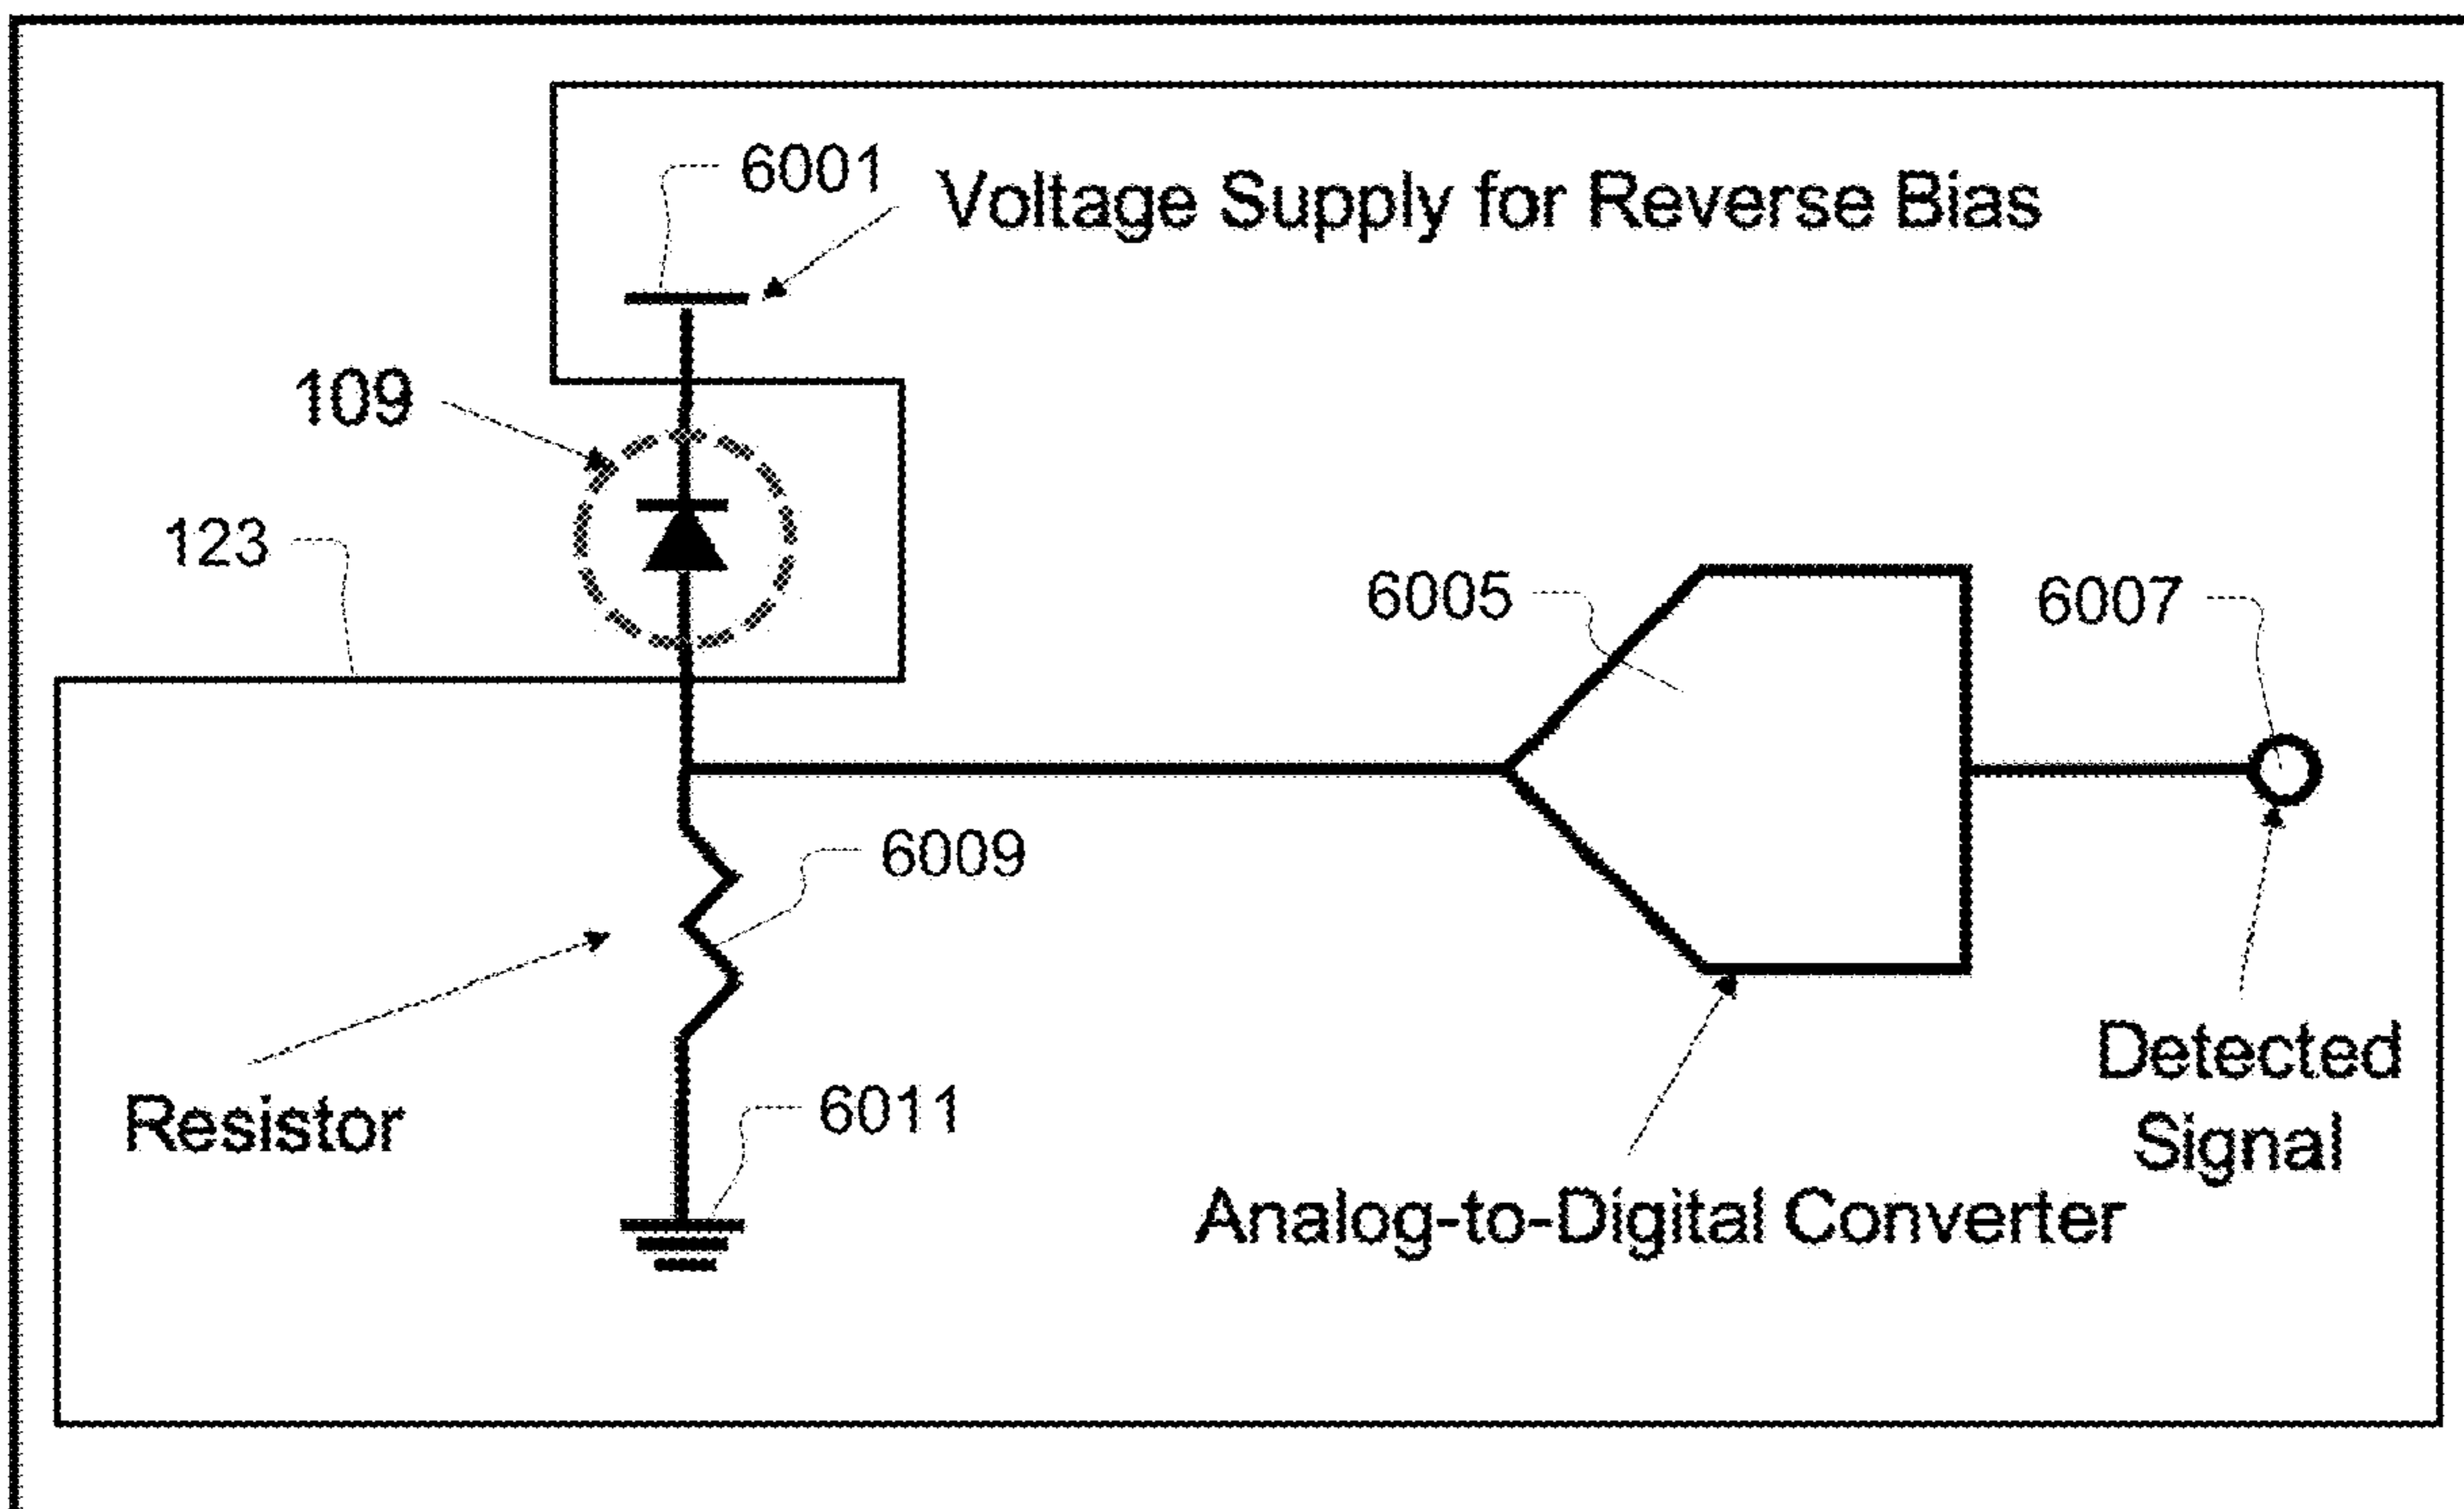 6001
Voltage Supply for Reverse Bias
109
123
6005
6007
6009
Resistor
6011
Detected
Signal
Analog-to-Digital Converter